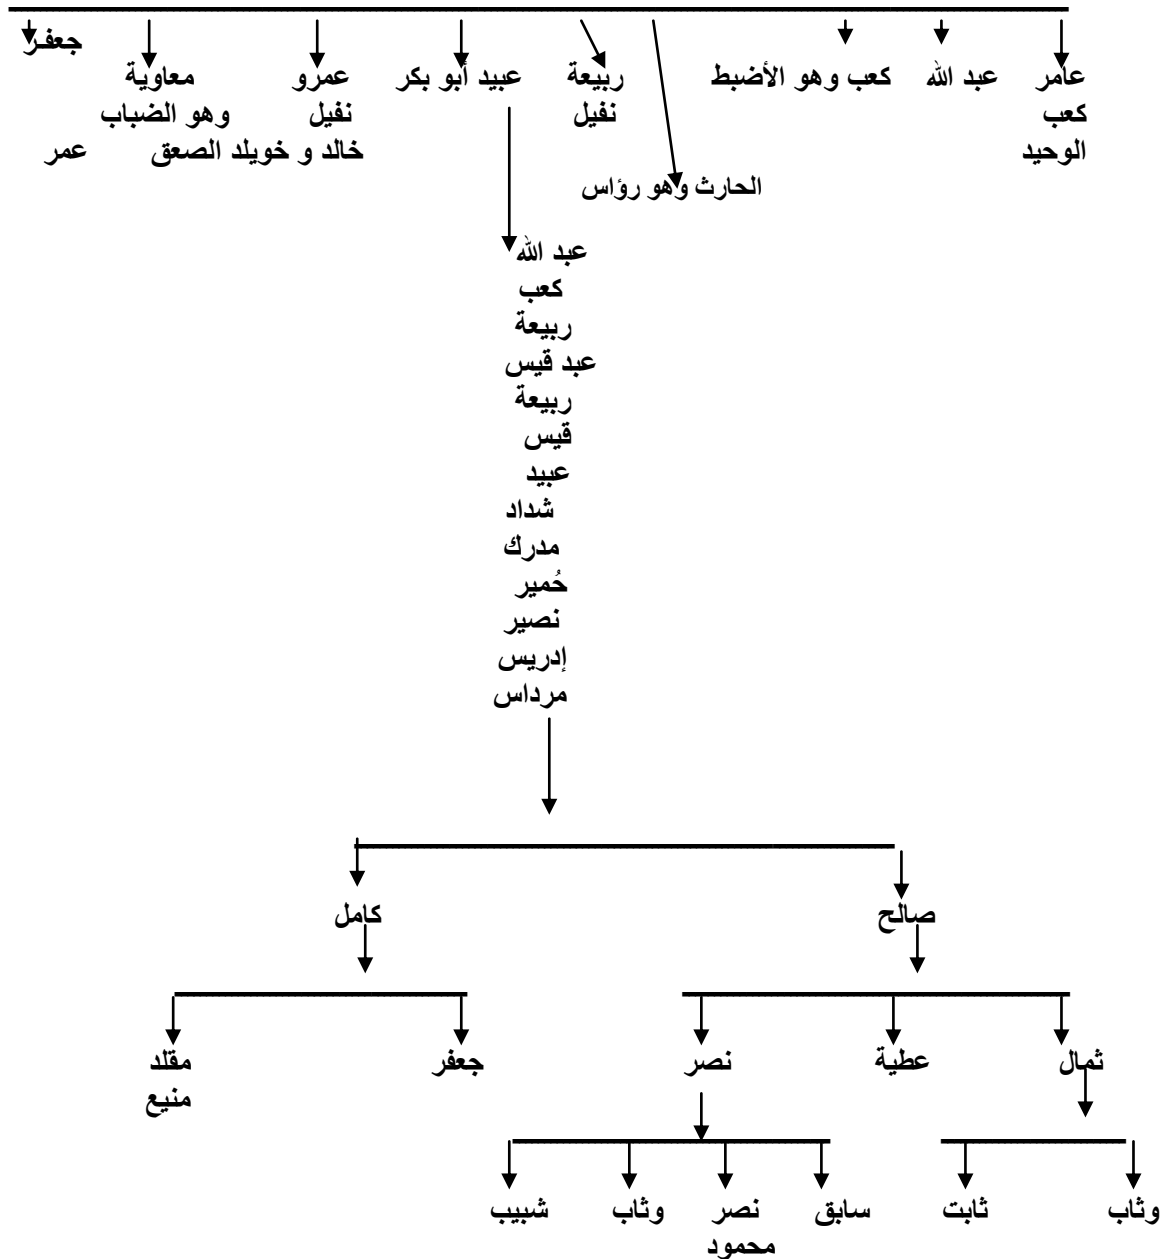 جعفر
عامر عبد الله كعب وهو الأضبط ربيعة عبيد أبو بكر عمرو معاوية
كعب نفيل نفيل وهو الضباب
الوحيد خالد و خويلد الصعق عمر
الحارث وهو رؤاس
عبد الله
كعب
ربيعة
عبد قيس
ربيعة
قيس
عبيد
شداد
مدرك
حُمير
نصير
إدريس
مرداس
صالح كامل
ثمال عطية نصر جعفر مقلد
منيع
وثاب ثابت سابق نصر وثاب شبيب
محمود